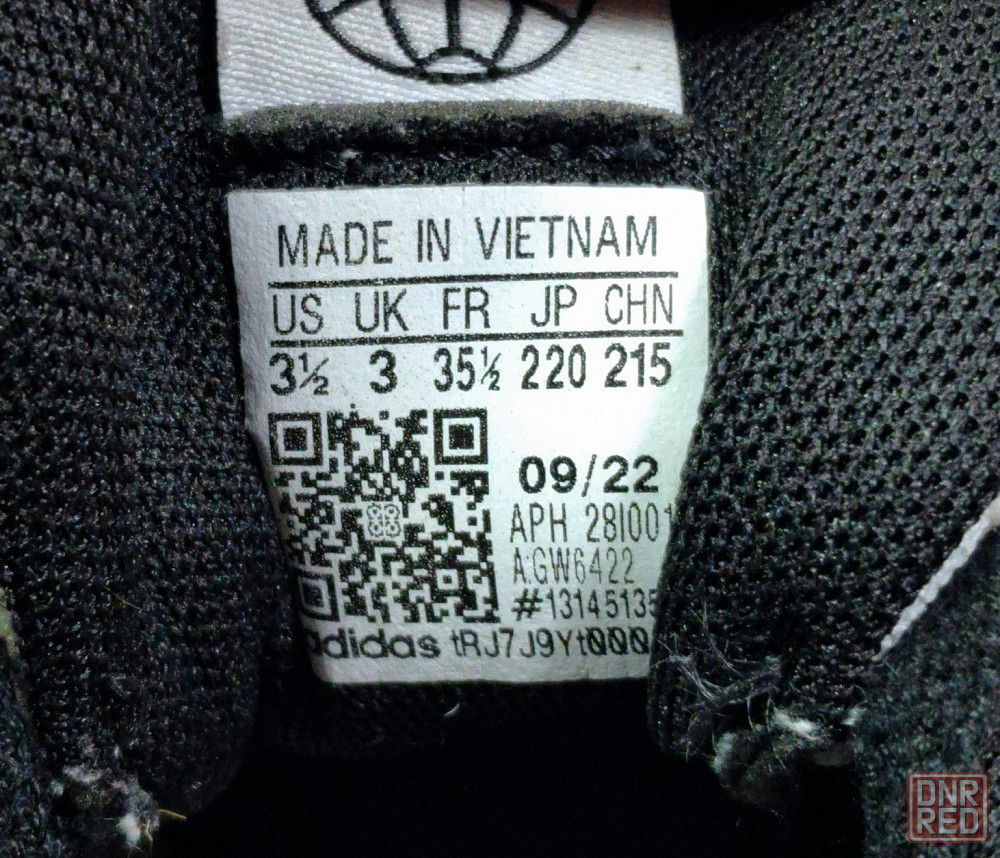 MADE IN VIETNAM
US UK FR JP CHN
3½ 3 35½ 220 215
09/22
APH 28I001
A:GW6422
#13145135
adidas tRJ7J9Yt000
DNR
RED